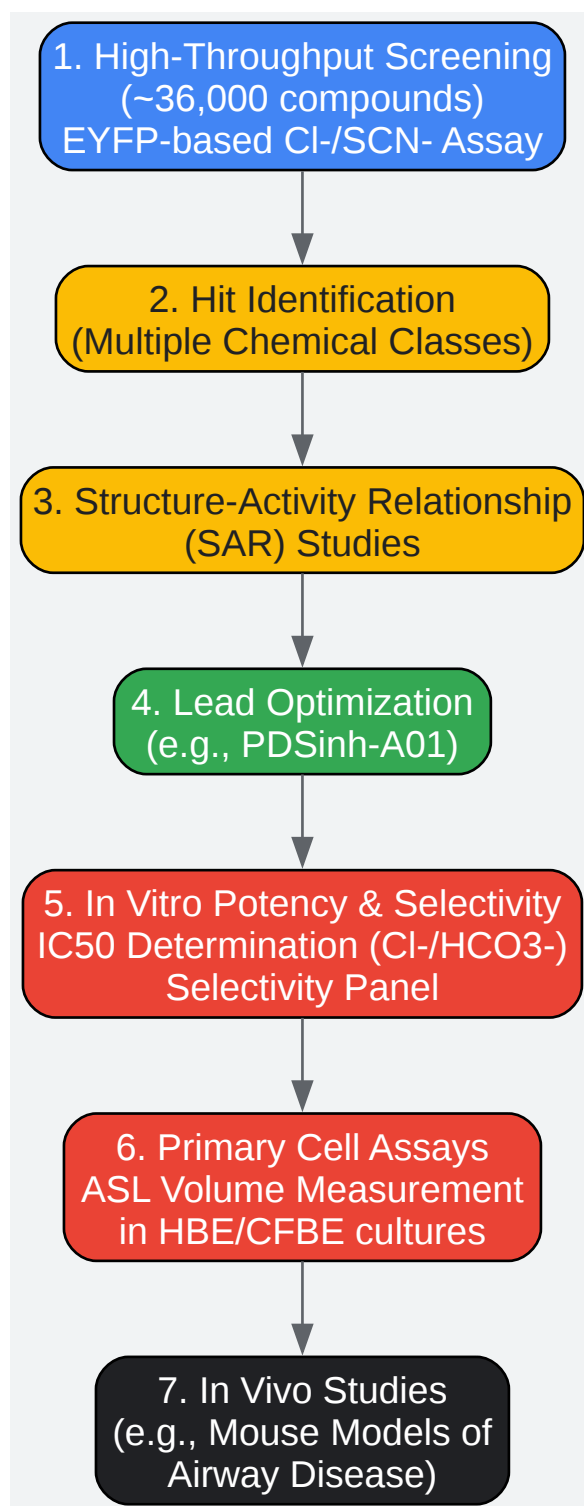 1. High-Throughput Screening
(~36,000 compounds)
EYFP-based Cl-/SCN- Assay
2. Hit Identification
(Multiple Chemical Classes)
3. Structure-Activity Relationship
(SAR) Studies
4. Lead Optimization
(e.g., PDSinh-A01)
5. In Vitro Potency & Selectivity
IC50 Determination (Cl-/HCO3-)
Selectivity Panel
6. Primary Cell Assays
ASL Volume Measurement
in HBE/CFBE cultures
7. In Vivo Studies
(e.g., Mouse Models of
Airway Disease)